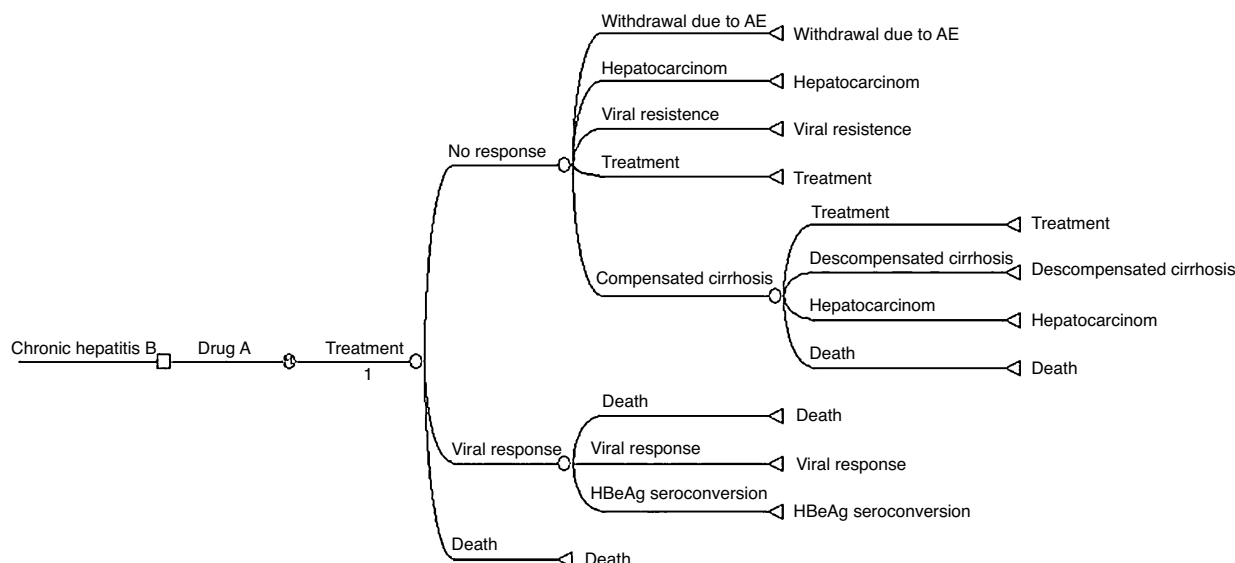 Withdrawal due to AE
Withdrawal due to AE
Hepatocarcinom
Hepatocarcinom
Viral resistence
Viral resistence
No response
Treatment
Treatment
Treatment
Treatment
Descompensated cirrhosis
Descompensated cirrhosis
Compensated cirrhosis
Hepatocarcinom
Hepatocarcinom
Chronic hepatitis B
Drug A
Treatment
1
Death
Death
Death
Death
Viral response
Viral response
Viral response
HBeAg seroconversion
HBeAg seroconversion
Death
Death